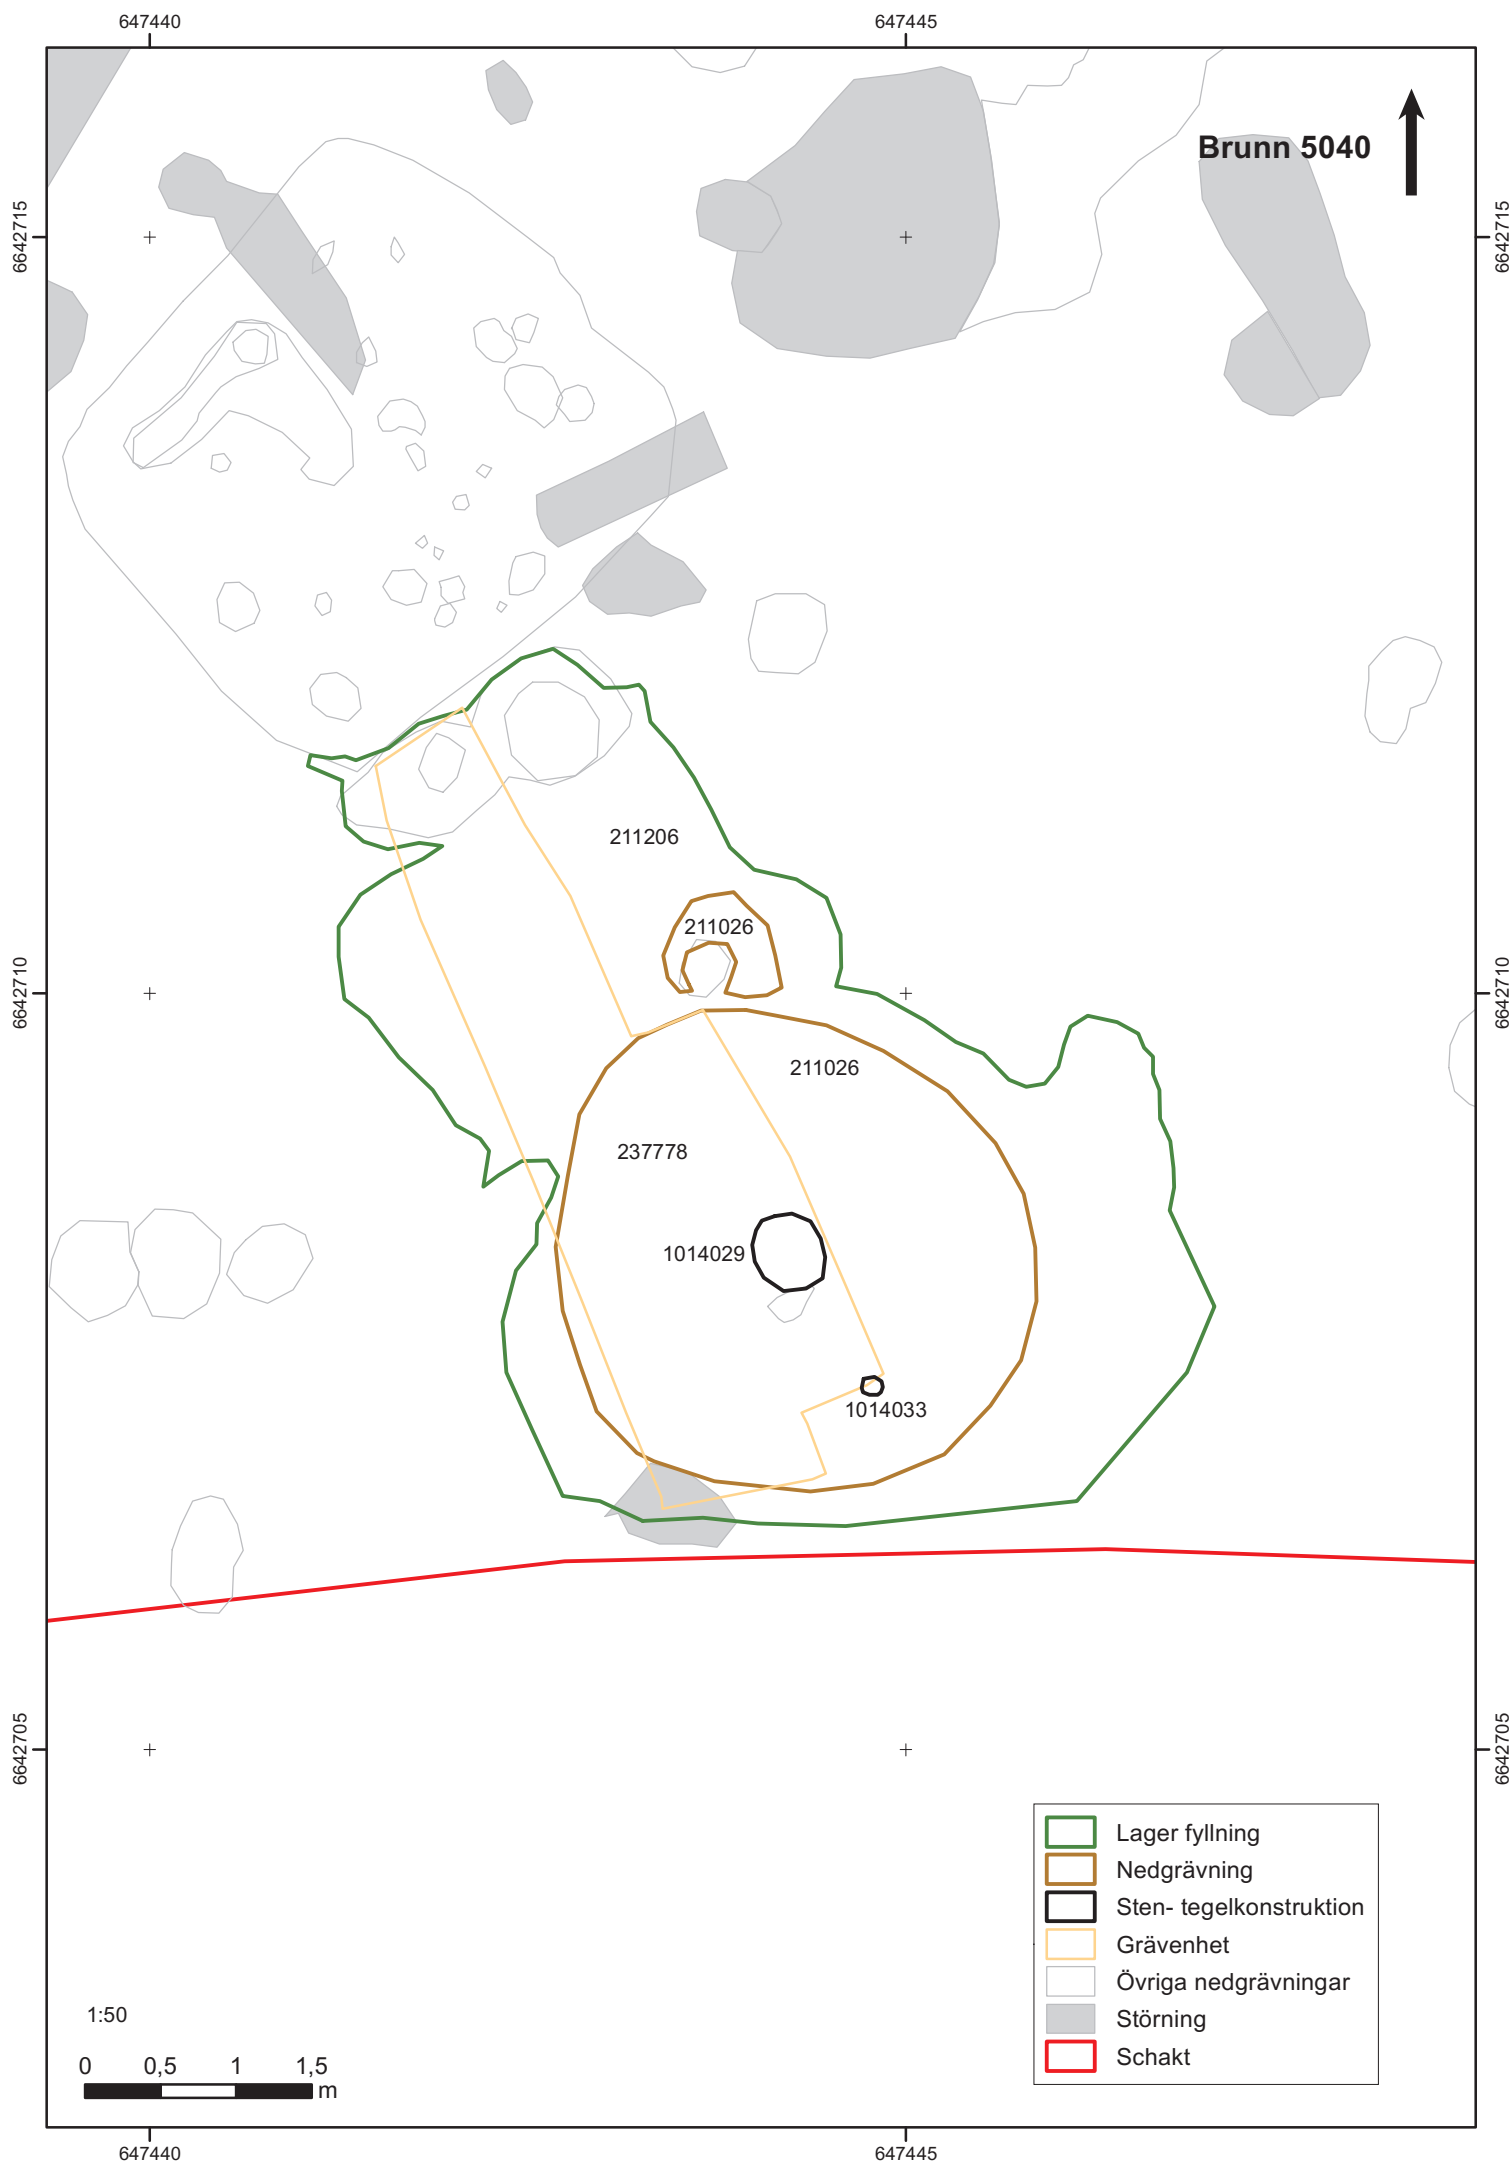 647440
647445
Brunn 5040
6642715
6642715
211206
211026
6642710
6642710
211026
237778
1014029
1014033
6642705
6642705
Lager fyllning
Nedgrävning
Sten- tegelkonstruktion
Grävenhet
Övriga nedgrävningar
Störning
Schakt
1:50
0 0,5 1 1,5
m
647440
647445